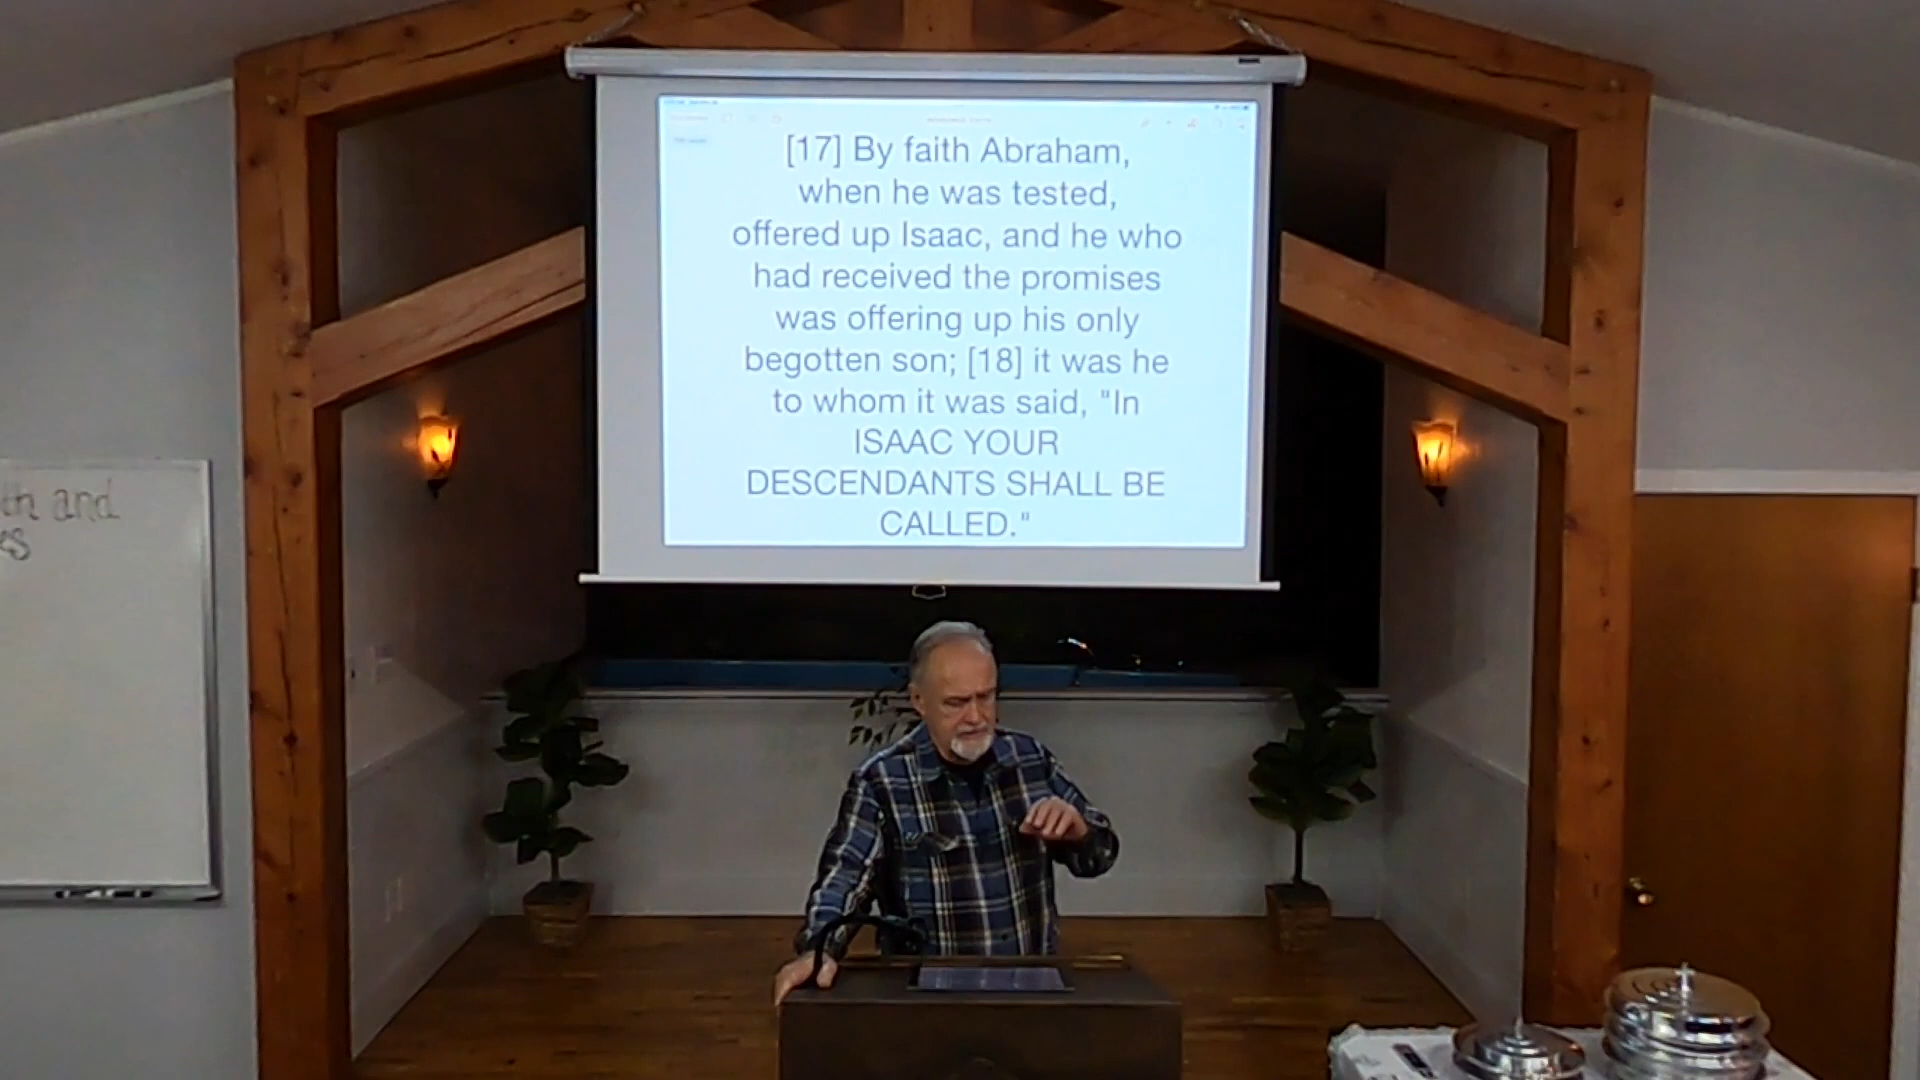 [17] By faith Abraham,
when he was tested,
offered up Isaac, and he who
had received the promises
was offering up his only
begotten son; [18] it was he
to whom it was said, "In
ISAAC YOUR
DESCENDANTS SHALL BE
CALLED."
and